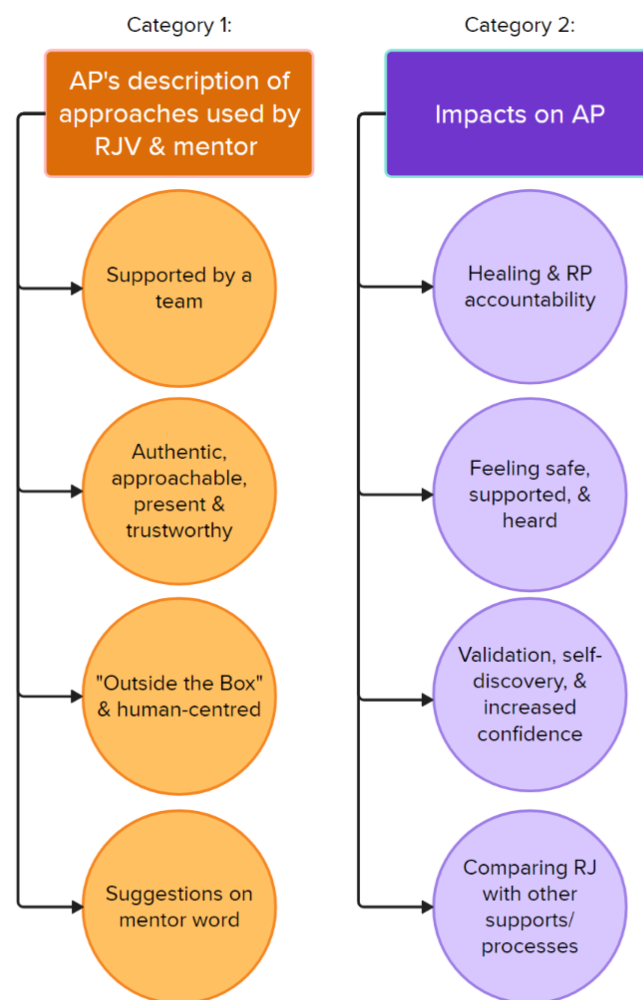 Category 1:
AP's description of
approaches used by
RJV & mentor
Supported by a
team
Authentic,
approachable,
present &
trustworthy
"Outside the Box"
& human-centred
Suggestions on
mentor word
Category 2:
Impacts on AP
Healing & RP
accountability
Feeling safe,
supported, &
heard
Validation, self-
discovery, &
increased
confidence
Comparing RJ
with other
supports/
processes